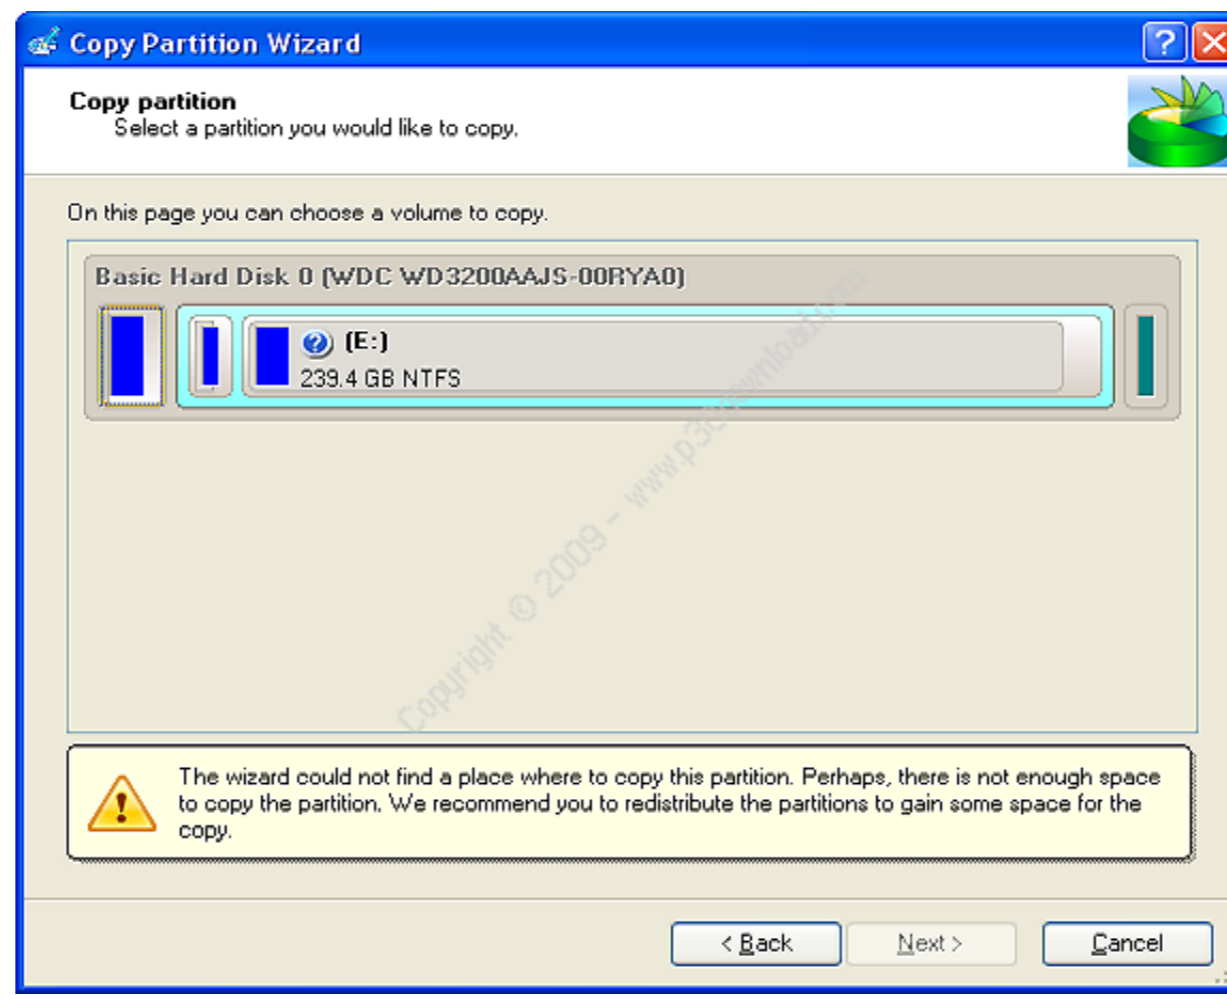 Copy Partition Wizard
Copy partition
Select a partition you would like to copy.
On this page you can choose a volume to copy.
Basic Hard Disk 0 (WDC WD3200AAJS-00RYA0)
(E:)
239.4 GB NTFS
Copyright © 2009 - www.p30download.com
The wizard could not find a place where to copy this partition. Perhaps, there is not enough space
to copy the partition. We recommend you to redistribute the partitions to gain some space for the
copy.
< Back
Next >
Cancel